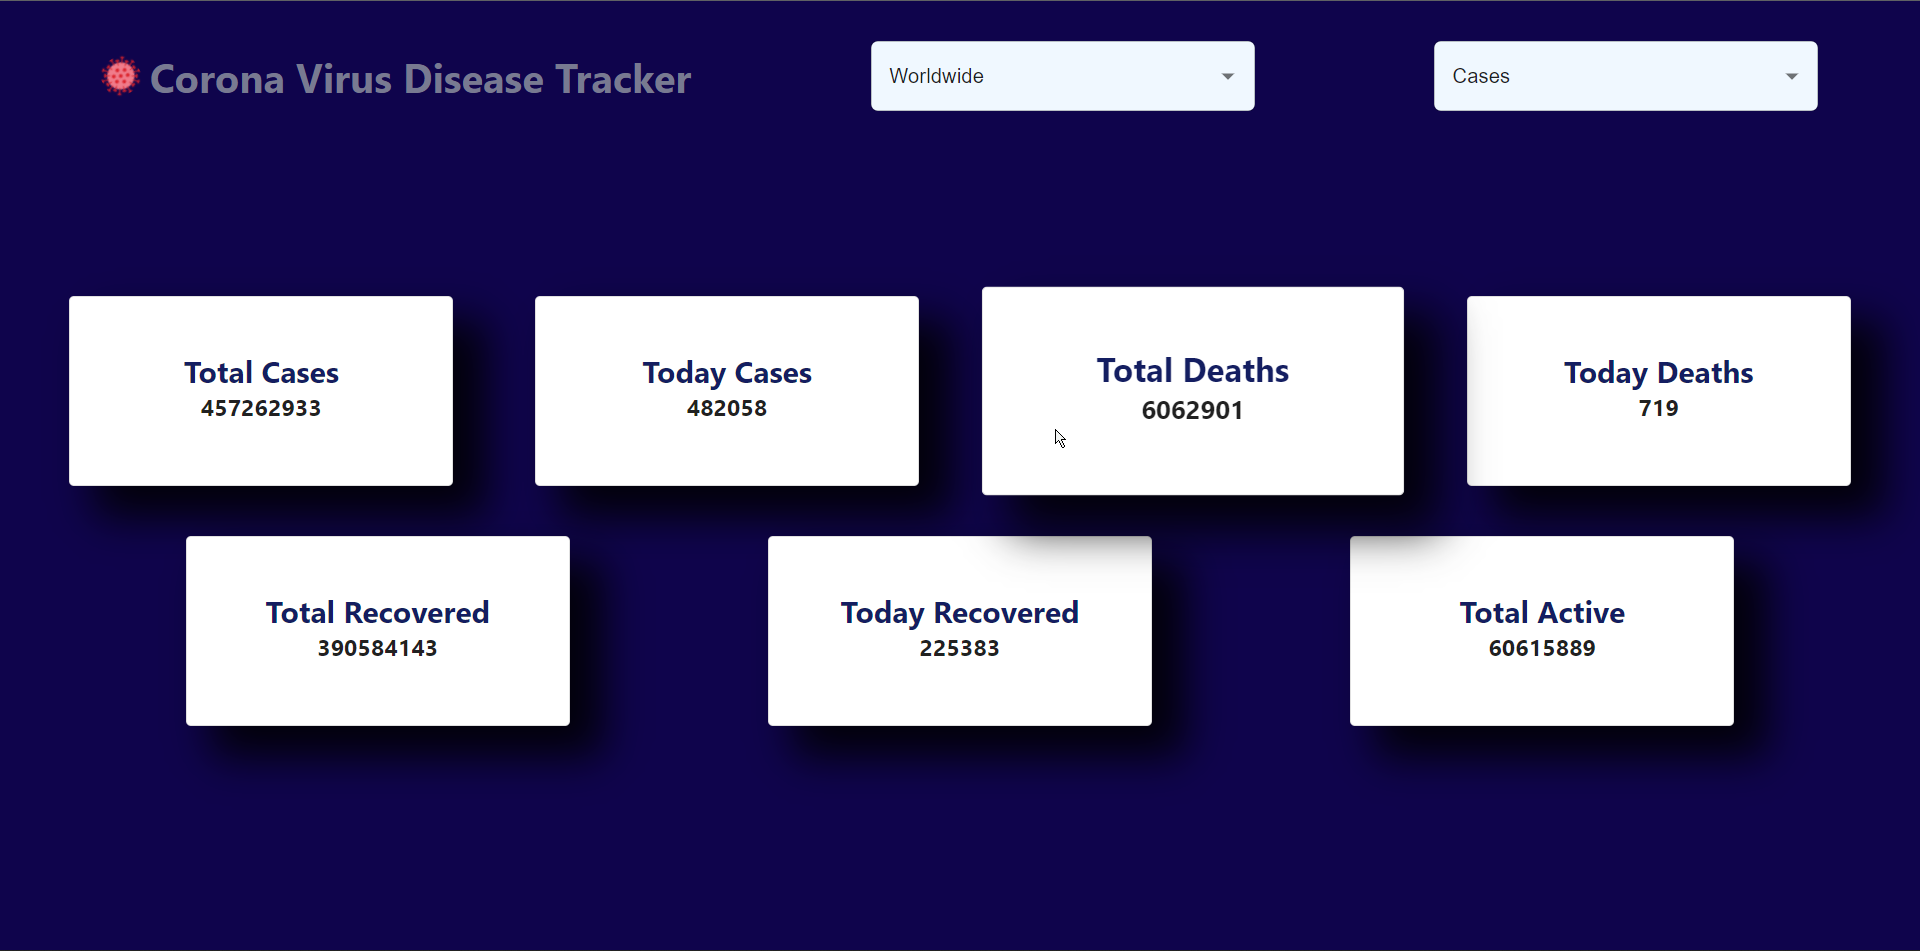 Corona Virus Disease Tracker
Worldwide
Cases
Total Cases
457262933
Today Cases
482058
Total Deaths
6062901
Today Deaths
719
Total Recovered
390584143
Today Recovered
225383
Total Active
60615889